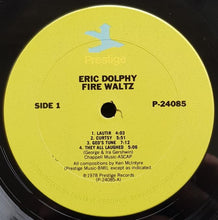 Prestige
ERIC DOLPHY
FIRE WALTZ
SIDE 1
P-24085
1. LAUTIR 4:03
2. CURTSY 5:51
3. GEO'S TUNE 7:12
4. THEY ALL LAUGHED 5:06
(George & Ira Gershwin)
Chappell Music-ASCAP
All compositions by Ken McIntyre
(Prestige Music-BMI), except as indicated
℗1978 Prestige Records
(P-24085-A)